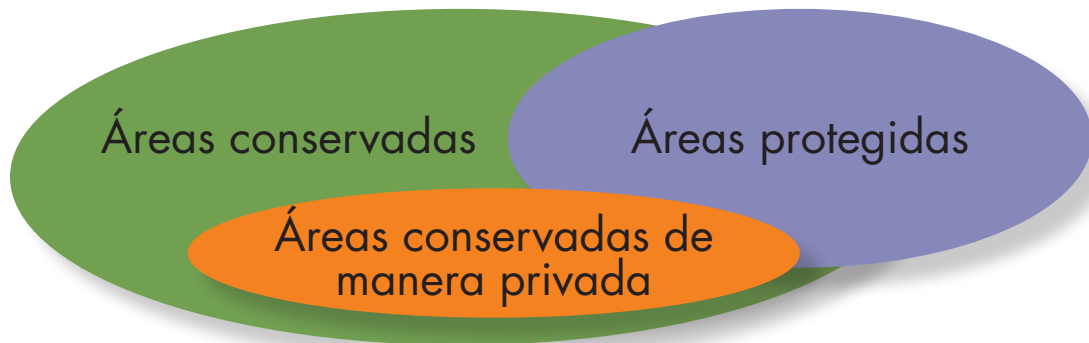 Áreas conservadas
Áreas protegidas
Áreas conservadas de
manera privada